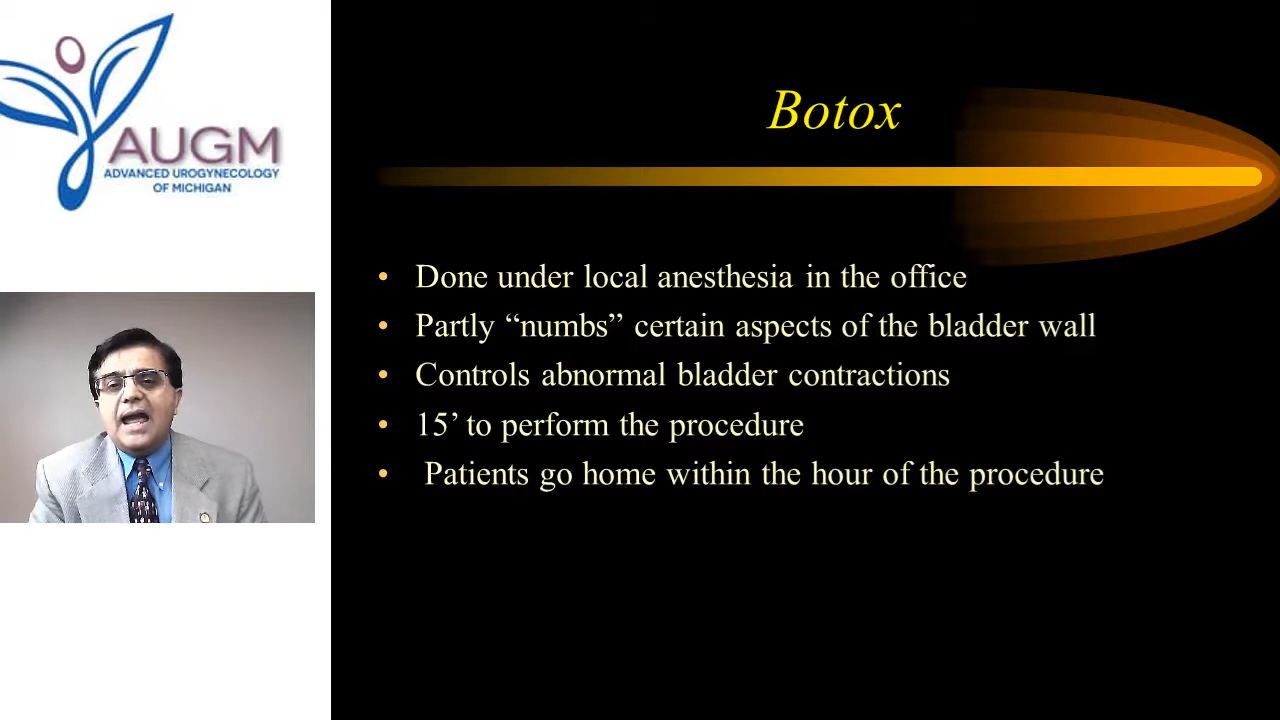 AUGM
ADVANCED UROGYNECOLOGY
OF MICHIGAN
Botox
• Done under local anesthesia in the office
• Partly “numbs” certain aspects of the bladder wall
• Controls abnormal bladder contractions
• 15’ to perform the procedure
• Patients go home within the hour of the procedure